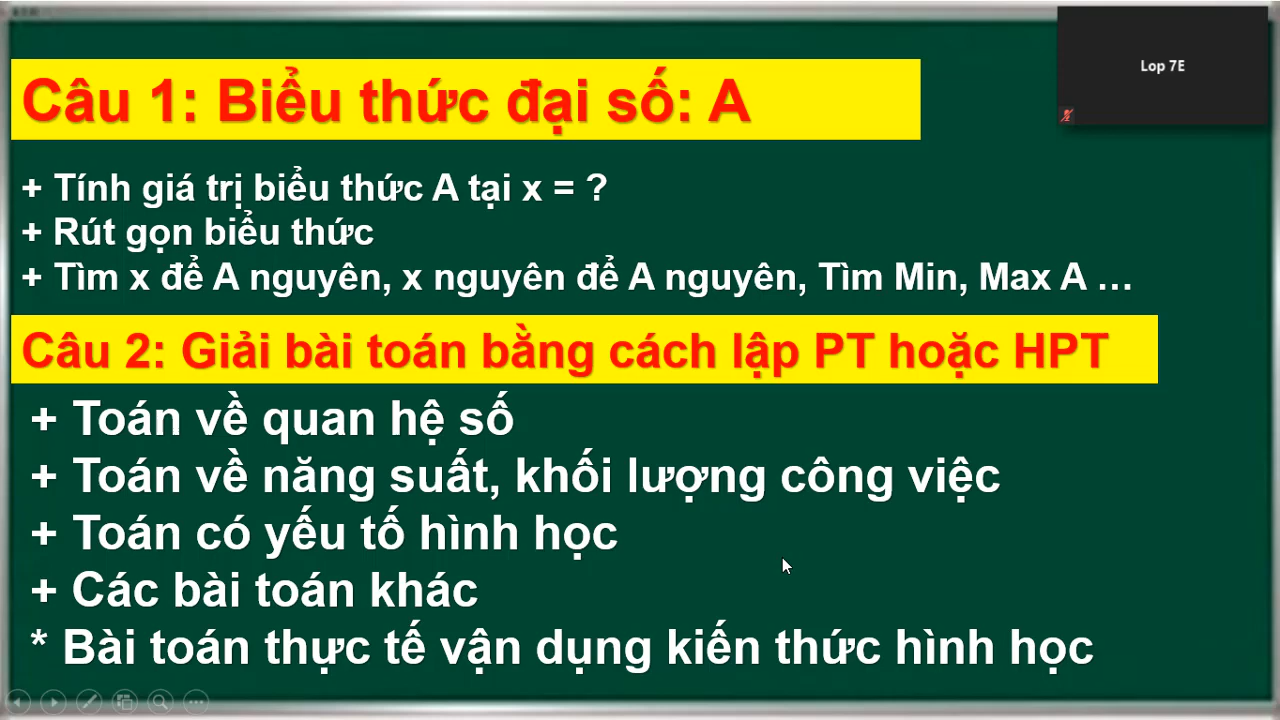 Câu 1: Biểu thức đại số: A
Lop 7E
+ Tính giá trị biểu thức A tại x = ?
+ Rút gọn biểu thức
+ Tìm x để A nguyên, x nguyên để A nguyên, Tìm Min, Max A ...
Câu 2: Giải bài toán bằng cách lập PT hoặc HPT
+ Toán về quan hệ số
+ Toán về năng suất, khối lượng công việc
+ Toán có yếu tố hình học
+ Các bài toán khác
* Bài toán thực tế vận dụng kiến thức hình học